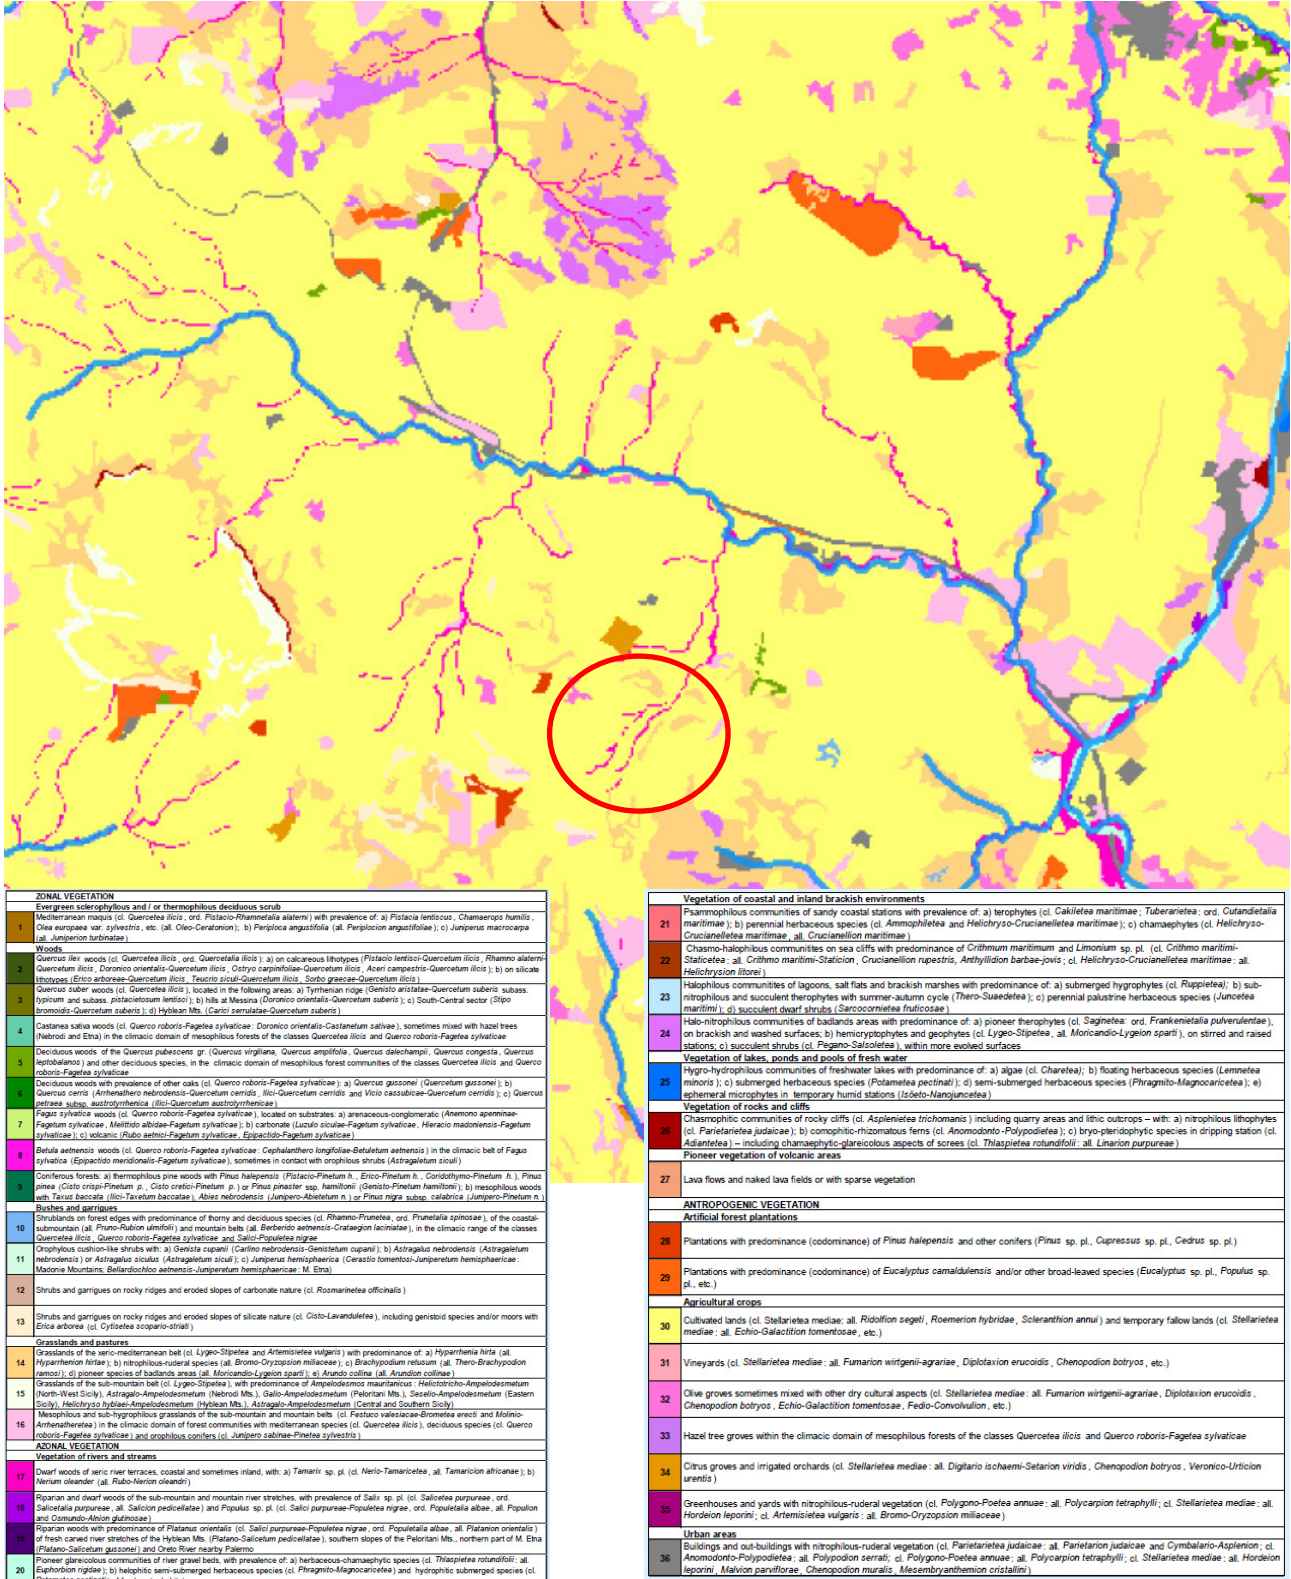 ZONAL VEGETATION
Evergreen sclerophyllous and / or thermophilous deciduous scrub
1
Mediterranean maquis (cl. Quercetea ilicis, ord. Pistacio-Rhamnetalia alaterni) with prevalence of: a) Pistacia lentiscus, Chamaerops humilis,
Olea europaea var. sylvestris, etc. (all. Oleo-Ceratonion); b) Periploca angustifolia (all. Periplocion angustifoliae); c) Juniperus macrocarpa
(all. Juniperion turbinatae)
Woods
2
Quercus ilex woods (cl. Quercetea ilicis, ord. Quercetalia ilicis): a) on calcareous lithotypes (Pistacio lentisci-Quercetum ilicis, Rhamno alaterni-
Quercetum ilicis, Doronico orientalis-Quercetum ilicis, Ostryo carpinifoliae-Quercetum ilicis, Aceri campestris-Quercetum ilicis); b) on silicate
lithotypes (Erico arboreae-Quercetum ilicis, Teucrio siculi-Quercetum ilicis, Sorbo graecae-Quercetum ilicis)
3
Quercus suber woods (cl. Quercetea ilicis), located in the following areas: a) Tyrrhenian ridge (Genisto aristatae-Quercetum suberis subass.
typicum and subass. pistacietosum lentisci); b) hills at Messina (Doronico orientalis-Quercetum suberis); c) South-Central sector (Stipo
bromoidis-Quercetum suberis); d) Hyblean Mts. (Carici serrulatae-Quercetum suberis)
4
Castanea sativa woods (cl. Querco roboris-Fagetea sylvaticae: Doronico orientalis-Castanetum sativae), sometimes mixed with hazel trees
(Nebrodi and Etna) in the climacic domain of mesophilous forests of the classes Quercetea ilicis and Querco roboris-Fagetea sylvaticae
5
Deciduous woods of the Quercus pubescens gr. (Quercus virgiliana, Quercus amplifolia, Quercus dalechampii, Quercus congesta, Quercus
leptobalanos) and other deciduous species, in the climacic domain of mesophilous forest communities of the classes Quercetea ilicis and Querco
roboris-Fagetea sylvaticae
6
Deciduous woods with prevalence of other oaks (cl. Querco roboris-Fagetea sylvaticae): a) Quercus gussonei (Quercetum gussonei); b)
Quercus cerris (Arrhenathero nebrodensis-Quercetum cerridis, Ilici-Quercetum cerridis and Vicio cassubicae-Quercetum cerridis); c) Quercus
petraea subsp. austrotyrrhenica (Ilici-Quercetum austrotyrrhenicae)
7
Fagus sylvatica woods (cl. Querco roboris-Fagetea sylvaticae), located on substrates: a) arenaceous-conglomeratic (Anemono apenninae-
Fagetum sylvaticae, Melittido albidae-Fagetum sylvaticae); b) carbonate (Luzulo siculae-Fagetum sylvaticae, Hieracio madoniensis-Fagetum
sylvaticae); c) volcanic (Rubo aetnici-Fagetum sylvaticae, Epipactido-Fagetum sylvaticae)
8
Betula aetnensis woods (cl. Querco roboris-Fagetea sylvaticae: Cephalanthero longifoliae-Betuletum aetnensis) in the climacic belt of Fagus
sylvatica (Epipactido meridionalis-Fagetum sylvaticae), sometimes in contact with orophilous shrubs (Astragaletum siculi)
9
Coniferous forests: a) thermophilous pine woods with Pinus halepensis (Pistacio-Pinetum h., Erico-Pinetum h., Coridothymo-Pinetum h.), Pinus
pinea (Cisto crispi-Pinetum p., Cisto cretici-Pinetum p.) or Pinus pinaster ssp. hamiltonii (Genisto-Pinetum hamiltonii); b) mesophilous woods
with Taxus baccata (Ilici-Taxetum baccatae), Abies nebrodensis (Junipero-Abietetum n.) or Pinus nigra subsp. calabrica (Junipero-Pinetum n.)
Bushes and garrigues
10
Shrublands on forest edges with predominance of thorny and deciduous species (cl. Rhamno-Prunetea, ord. Prunetalia spinosae), of the coastal-
submountain (all. Pruno-Rubion ulmifolii) and mountain belts (all. Berberido aetnensis-Crataegion laciniatae), in the climacic range of the classes
Quercetea ilicis, Querco roboris-Fagetea sylvaticae and Salici-Populetea nigrae
11
Orophylous cushion-like shrubs with: a) Genista cupanii (Carlino nebrodensis-Genistetum cupanii); b) Astragalus nebrodensis (Astragaletum
nebrodensis) or Astragalus siculus (Astragaletum siculi); c) Juniperus hemisphaerica (Cerastio tomentosi-Juniperetum hemisphaericae:
Madonie Mountains; Bellardiochloo aetnensis-Juniperetum hemisphaericae: M. Etna)
12
Shrubs and garrigues on rocky ridges and eroded slopes of carbonate nature (cl. Rosmarinetea officinalis)
13
Shrubs and garrigues on rocky ridges and eroded slopes of silicate nature (cl. Cisto-Lavanduletea), including genistoid species and/or moors with
Erica arborea (cl. Cytisetea scopario-striati)
Grasslands and pastures
14
Grasslands of the xeric-mediterranean belt (cl. Lygeo-Stipetea and Artemisietea vulgaris) with predominance of: a) Hyparrhenia hirta (all.
Hyparrhenion hirtae); b) nitrophilous-ruderal species (all. Bromo-Oryzopsion miliaceae); c) Brachypodium retusum (all. Thero-Brachypodion
ramosi); d) pioneer species of badlands areas (all. Moricandio-Lygeion sparti); e) Arundo collina (all. Arundion collinae)
15
Grasslands of the sub-mountain belt (cl. Lygeo-Stipetea), with predominance of Ampelodesmos mauritanicus: Helictotricho-Ampelodesmetum
(North-West Sicily), Astragalo-Ampelodesmetum (Nebrodi Mts.), Galio-Ampelodesmetum (Peloritani Mts.), Seselio-Ampelodesmetum (Eastern
Sicily), Helichryso hyblaei-Ampelodesmetum (Hyblean Mts.), Astragalo-Ampelodesmetum (Central and Southern Sicily)
16
Mesophilous and sub-hygrophilous grasslands of the sub-mountain and mountain belts (cl. Festuco valesiacae-Brometea erecti and Molinio-
Arrhenatheretea) in the climacic domain of forest communities with mediterranean species (cl. Quercetea ilicis), deciduous species (cl. Querco
roboris-Fagetea sylvaticae) and orophilous conifers (cl. Junipero sabinae-Pinetea sylvestris)
AZONAL VEGETATION
Vegetation of rivers and streams
17
Dwarf woods of xeric river terraces, coastal and sometimes inland, with: a) Tamarix sp. pl. (cl. Nerio-Tamaricetea, all. Tamaricion africanae); b)
Nerium oleander (all. Rubo-Nerion oleandri)
18
Riparian and dwarf woods of the sub-mountain and mountain river stretches, with prevalence of Salix sp. pl. (cl. Salicetea purpureae, ord.
Salicetalia purpureae, all. Salicion pedicellatae) and Populus sp. pl. (cl. Salici purpureae-Populetea nigrae, ord. Populetalia albae, all. Populion
and Osmundo-Alnion glutinosae)
Riparian woods with predominance of Platanus orientalis (cl. Salici purpureae-Populetea nigrae, ord. Populetalia albae, all. Platanion orientalis)
of fresh carved river stretches of the Hyblean Mts. (Platano-Salicetum pedicellatae), southern slopes of the Peloritani Mts., northern part of M. Etna
(Platano-Salicetum gussonei) and Oreto River nearby Palermo
20
Pioneer glareicolous communities of river gravel beds, with prevalence of: a) herbaceous-chamaephytic species (cl. Thlaspietea rotundifolii: all.
Euphorbion rigidae); b) helophitic semi-submerged herbaceous species (cl. Phragmito-Magnocaricetea) and hydrophitic submerged species (cl.
Vegetation of coastal and inland brackish environments
21
Psammophilous communities of sandy coastal stations with prevalence of: a) terophytes (cl. Cakiletea maritimae; Tuberarietea: ord. Cutandietalia
maritimae); b) perennial herbaceous species (cl. Ammophiletea and Helichryso-Crucianelletea maritimae); c) chamaephytes (cl. Helichryso-
Crucianelletea maritimae, all. Crucianellion maritimae)
22
Chasmo-halophilous communitites on sea cliffs with predominance of Crithmum maritimum and Limonium sp. pl. (cl. Crithmo maritimi-
Staticetea: all. Crithmo maritimi-Staticion, Crucianellion rupestris, Anthyllidion barbae-jovis; cl. Helichryso-Crucianelletea maritimae: all.
Helichrysion litorei)
23
Halophilous communitites of lagoons, salt flats and brackish marshes with predominance of: a) submerged hygrophytes (cl. Ruppietea); b) sub-
nitrophilous and succulent therophytes with summer-autumn cycle (Thero-Suaedetea); c) perennial palustrine herbaceous species (Juncetea
maritimi); d) succulent dwarf shrubs (Sarcocornietea fruticosae)
24
Halo-nitrophilous communities of badlands areas with predominance of: a) pioneer therophytes (cl. Saginetea: ord. Frankenietalia pulverulentae),
on brackish and washed surfaces; b) hemicryptophytes and geophytes (cl. Lygeo-Stipetea, all. Moricandio-Lygeion sparti), on stirred and raised
stations; c) succulent shrubs (cl. Pegano-Salsoletea), within more evolved surfaces
Vegetation of lakes, ponds and pools of fresh water
25
Hygro-hydrophilous communities of freshwater lakes with predominance of: a) algae (cl. Charetea); b) floating herbaceous species (Lemnetea
minoris); c) submerged herbaceous species (Potametea pectinati); d) semi-submerged herbaceous species (Phragmito-Magnocaricetea); e)
ephemeral microphytes in temporary humid stations (Isöeto-Nanojuncetea)
Vegetation of rocks and cliffs
26
Chasmophitic communities of rocky cliffs (cl. Asplenietea trichomanis) including quarry areas and lithic outcrops – with: a) nitrophilous lithophytes
(cl. Parietarietea judaicae); b) comophitic-rhizomatous ferns (cl. Anomodonto-Polypodietea); c) bryo-pteridophytic species in dripping station (cl.
Adiantetea) – including chamaephytic-glareicolous aspects of screes (cl. Thlaspietea rotundifolii: all. Linarion purpureae)
Pioneer vegetation of volcanic areas
27
Lava flows and naked lava fields or with sparse vegetation
ANTROPOGENIC VEGETATION
Artificial forest plantations
28
Plantations with predominance (codominance) of Pinus halepensis and other conifers (Pinus sp. pl., Cupressus sp. pl., Cedrus sp. pl.)
29
Plantations with predominance (codominance) of Eucalyptus camaldulensis and/or other broad-leaved species (Eucalyptus sp. pl., Populus sp.
pl., etc.)
Agricultural crops
30
Cultivated lands (cl. Stellarietea mediae: all. Ridolfion segeti, Roemerion hybridae, Scleranthion annui) and temporary fallow lands (cl. Stellarietea
mediae: all. Echio-Galactition tomentosae, etc.)
31
Vineyards (cl. Stellarietea mediae: all. Fumarion wirtgenii-agrariae, Diplotaxion erucoidis, Chenopodion botryos, etc.)
32
Olive groves sometimes mixed with other dry cultural aspects (cl. Stellarietea mediae: all. Fumarion wirtgenii-agrariae, Diplotaxion erucoidis,
Chenopodion botryos, Echio-Galactition tomentosae, Fedio-Convolvulion, etc.)
33
Hazel tree groves within the climacic domain of mesophilous forests of the classes Quercetea ilicis and Querco roboris-Fagetea sylvaticae
34
Citrus groves and irrigated orchards (cl. Stellarietea mediae: all. Digitario ischaemi-Setarion viridis, Chenopodion botryos, Veronico-Urticion
urentis)
35
Greenhouses and yards with nitrophilous-ruderal vegetation (cl. Polygono-Poetea annuae: all. Polycarpion tetraphylli; cl. Stellarietea mediae: all.
Hordeion leporini; cl. Artemisietea vulgaris: all. Bromo-Oryzopsion miliaceae)
Urban areas
36
Buildings and out-buildings with nitrophilous-ruderal vegetation (cl. Parietarietea judaicae: all. Parietarion judaicae and Cymbalario-Asplenion; cl.
Anomodonto-Polypodietea: all. Polypodion serrati; cl. Polygono-Poetea annuae: all. Polycarpion tetraphylli; cl. Stellarietea mediae: all. Hordeion
leporini, Malvion parviflorae, Chenopodion muralis, Mesembryanthemion cristallini)